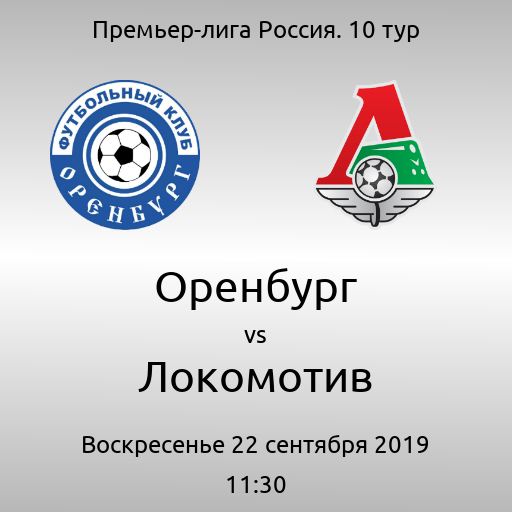 Премьер-лига Россия. 10 тур
ФУТБОЛЬНЫЙ КЛУБ
ОРЕНБУРГ
Л
Оренбург
vs
Локомотив
Воскресенье 22 сентября 2019
11:30